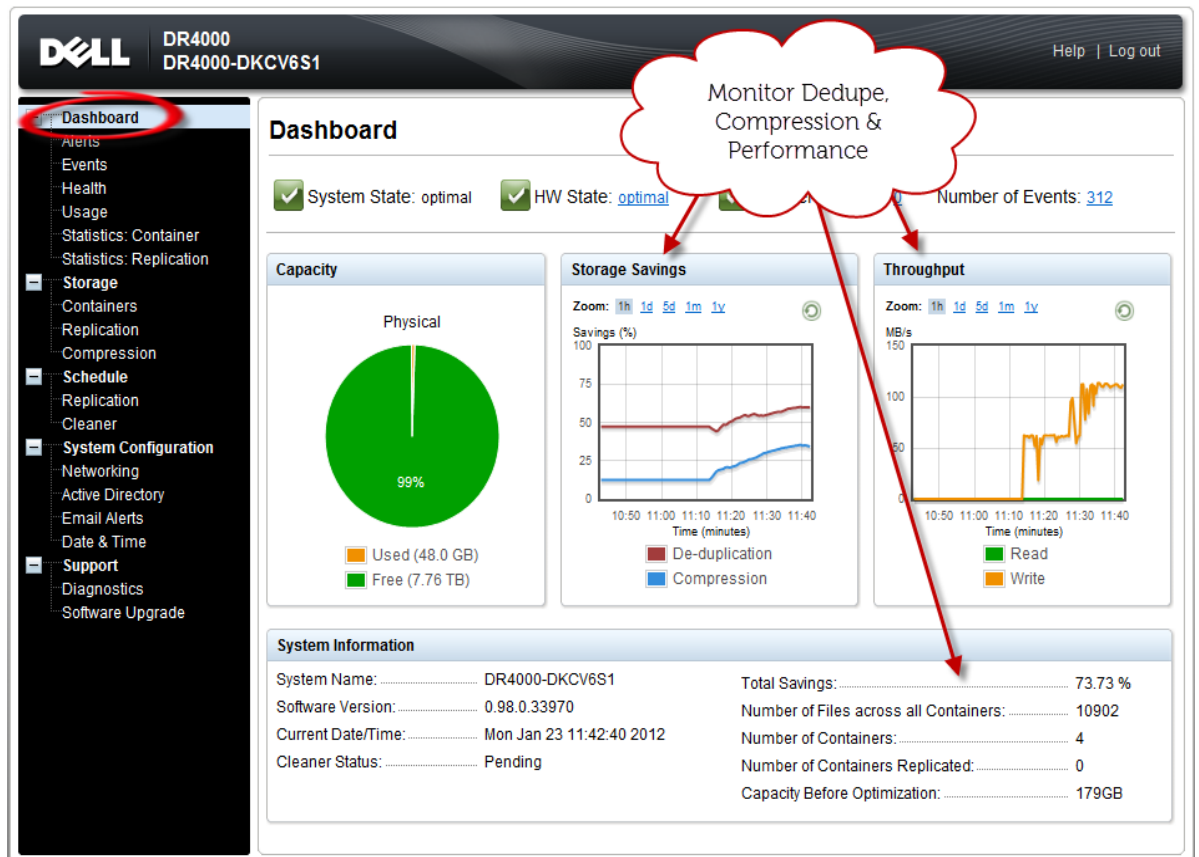 DELL
DR4000
DR4000-DKCV6S1
Help | Log out
Monitor Dedupe,
Compression &
Performance
Dashboard
Alerts
Events
Health
Usage
Statistics: Container
Statistics: Replication
Storage
Containers
Replication
Compression
Schedule
Replication
Cleaner
System Configuration
Networking
Active Directory
Email Alerts
Date & Time
Support
Diagnostics
Software Upgrade
Dashboard
System State: optimal
HW State: optimal
Number of Events: 312
Capacity
Physical
99%
Used (48.0 GB)
Free (7.76 TB)
Storage Savings
Zoom: 1h 1d 5d 1m 1y
Savings (%)
100
75
50
25
0
10:50 11:00 11:10 11:20 11:30 11:40
Time (minutes)
De-duplication
Compression
Throughput
Zoom: 1h 1d 5d 1m 1y
MB/s
150
100
50
0
10:50 11:00 11:10 11:20 11:30 11:40
Time (minutes)
Read
Write
System Information
System Name: DR4000-DKCV6S1
Software Version: 0.98.0.33970
Current Date/Time: Mon Jan 23 11:42:40 2012
Cleaner Status: Pending
Total Savings: 73.73 %
Number of Files across all Containers: 10902
Number of Containers: 4
Number of Containers Replicated: 0
Capacity Before Optimization: 179GB